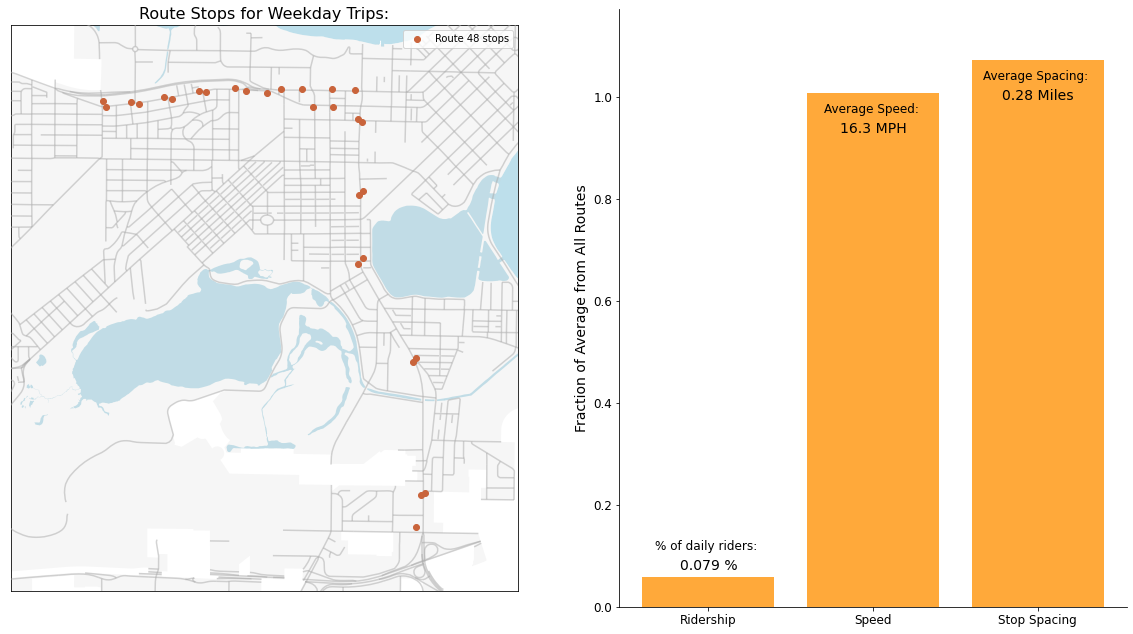 Route Stops for Weekday Trips:
Route 48 stops
Fraction of Average from All Routes
1.0
0.8
0.6
0.4
0.2
0.0
% of daily riders:
0.079 %
Average Speed:
16.3 MPH
Average Spacing:
0.28 Miles
Ridership
Speed
Stop Spacing